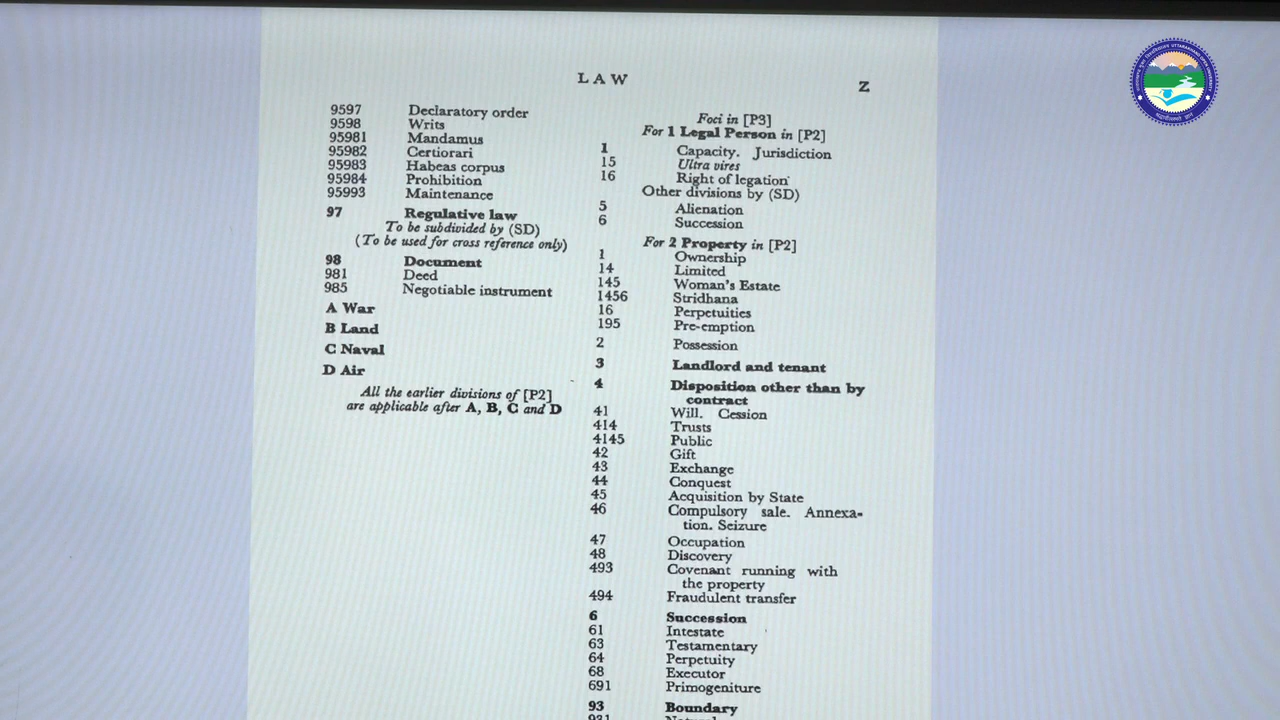 LAW
Z
9597 Declaratory order
9598 Writs
95981 Mandamus
95982 Certiorari
95983 Habeas corpus
95984 Prohibition
95993 Maintenance
97 Regulative law
To be subdivided by (SD)
(To be used for cross reference only)
98 Document
981 Deed
985 Negotiable instrument
A War
B Land
C Naval
D Air
All the earlier divisions of [P2]
are applicable after A, B, C and D
Foci in [P3]
For 1 Legal Person in [P2]
1 Capacity. Jurisdiction
15 Ultra vires
16 Right of legation
Other divisions by (SD)
5 Alienation
6 Succession
For 2 Property in [P2]
1 Ownership
14 Limited
145 Woman's Estate
1456 Stridhana
16 Perpetuities
195 Pre-emption
2 Possession
3 Landlord and tenant
4 Disposition other than by
contract
41 Will. Cession
414 Trusts
4145 Public
42 Gift
43 Exchange
44 Conquest
45 Acquisition by State
46 Compulsory sale. Annexa-
tion. Seizure
47 Occupation
48 Discovery
493 Covenant running with
the property
494 Fraudulent transfer
6 Succession
61 Intestate
63 Testamentary
64 Perpetuity
68 Executor
691 Primogeniture
93 Boundary